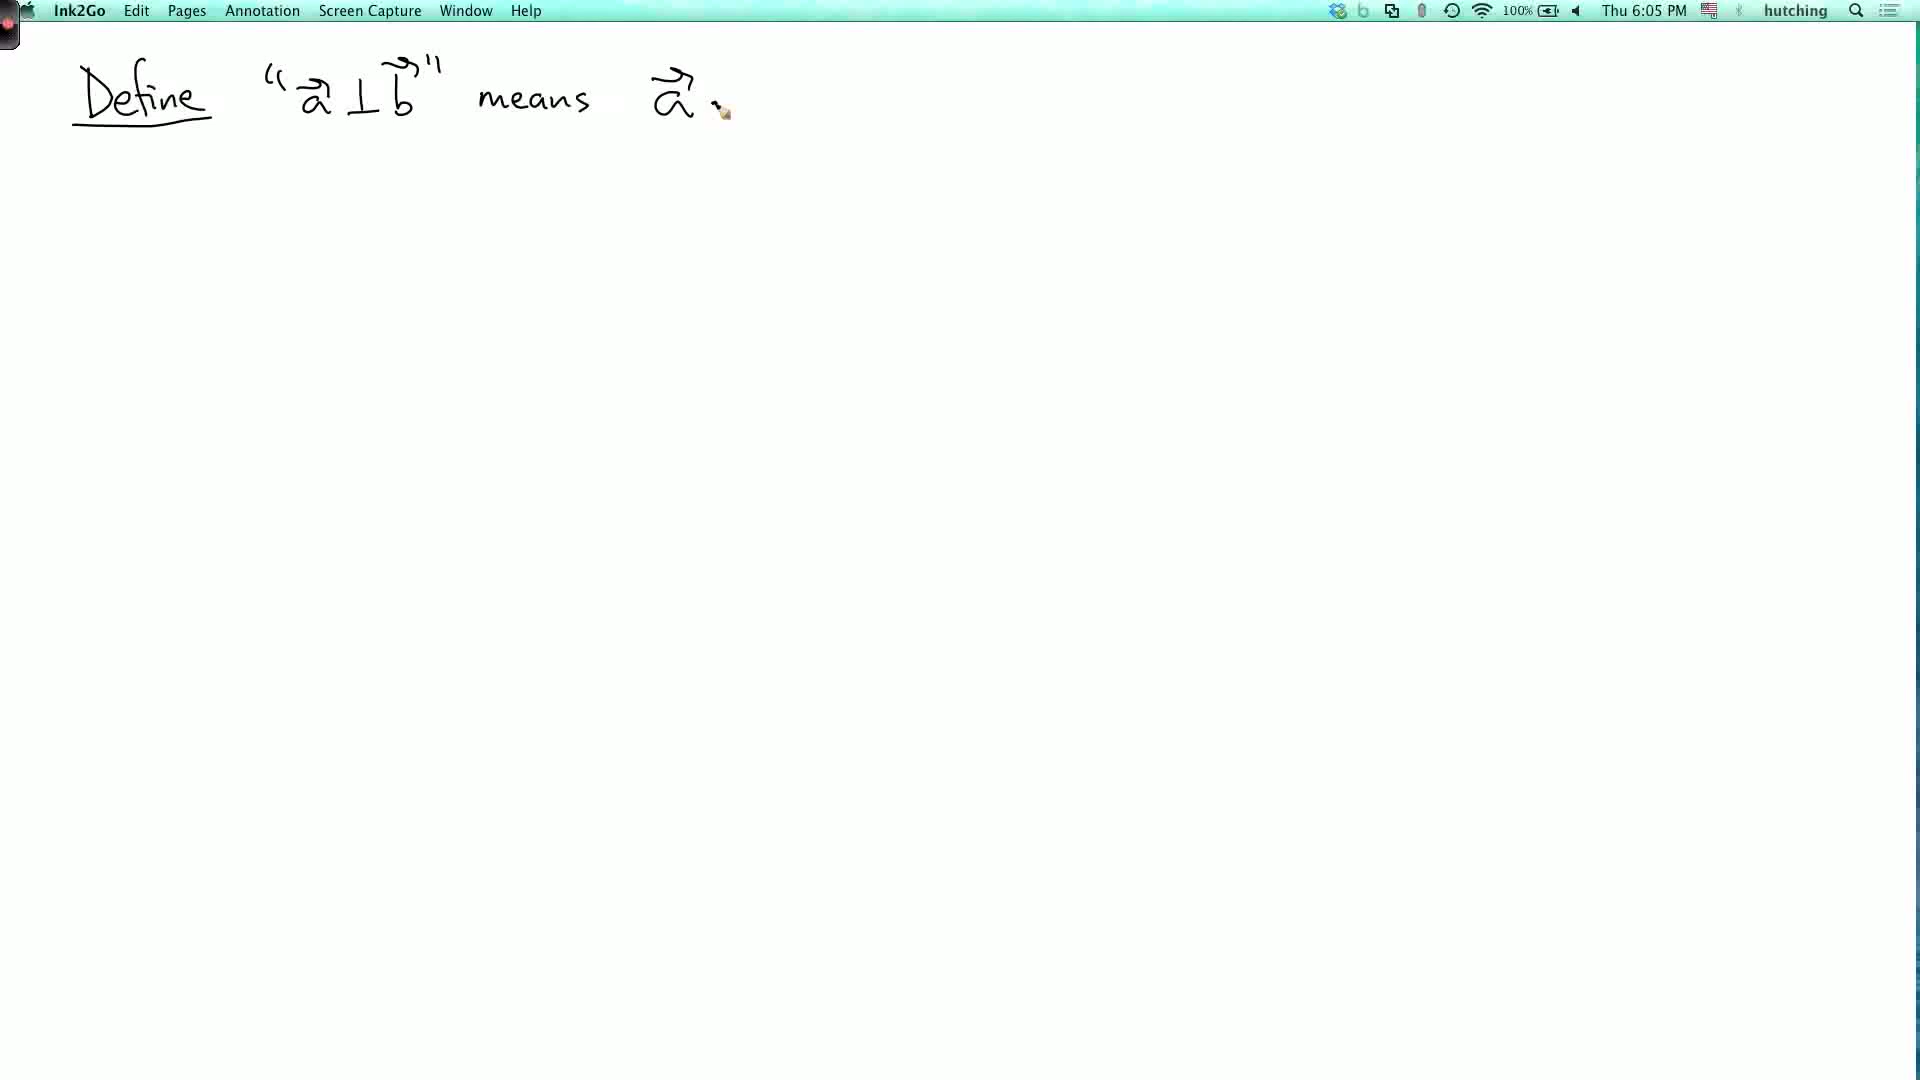 Ink2Go Edit Pages Annotation Screen Capture Window Help 100% Thu 6:05 PM hutching
Define "a⃗ ⊥ b⃗" means a⃗ ·